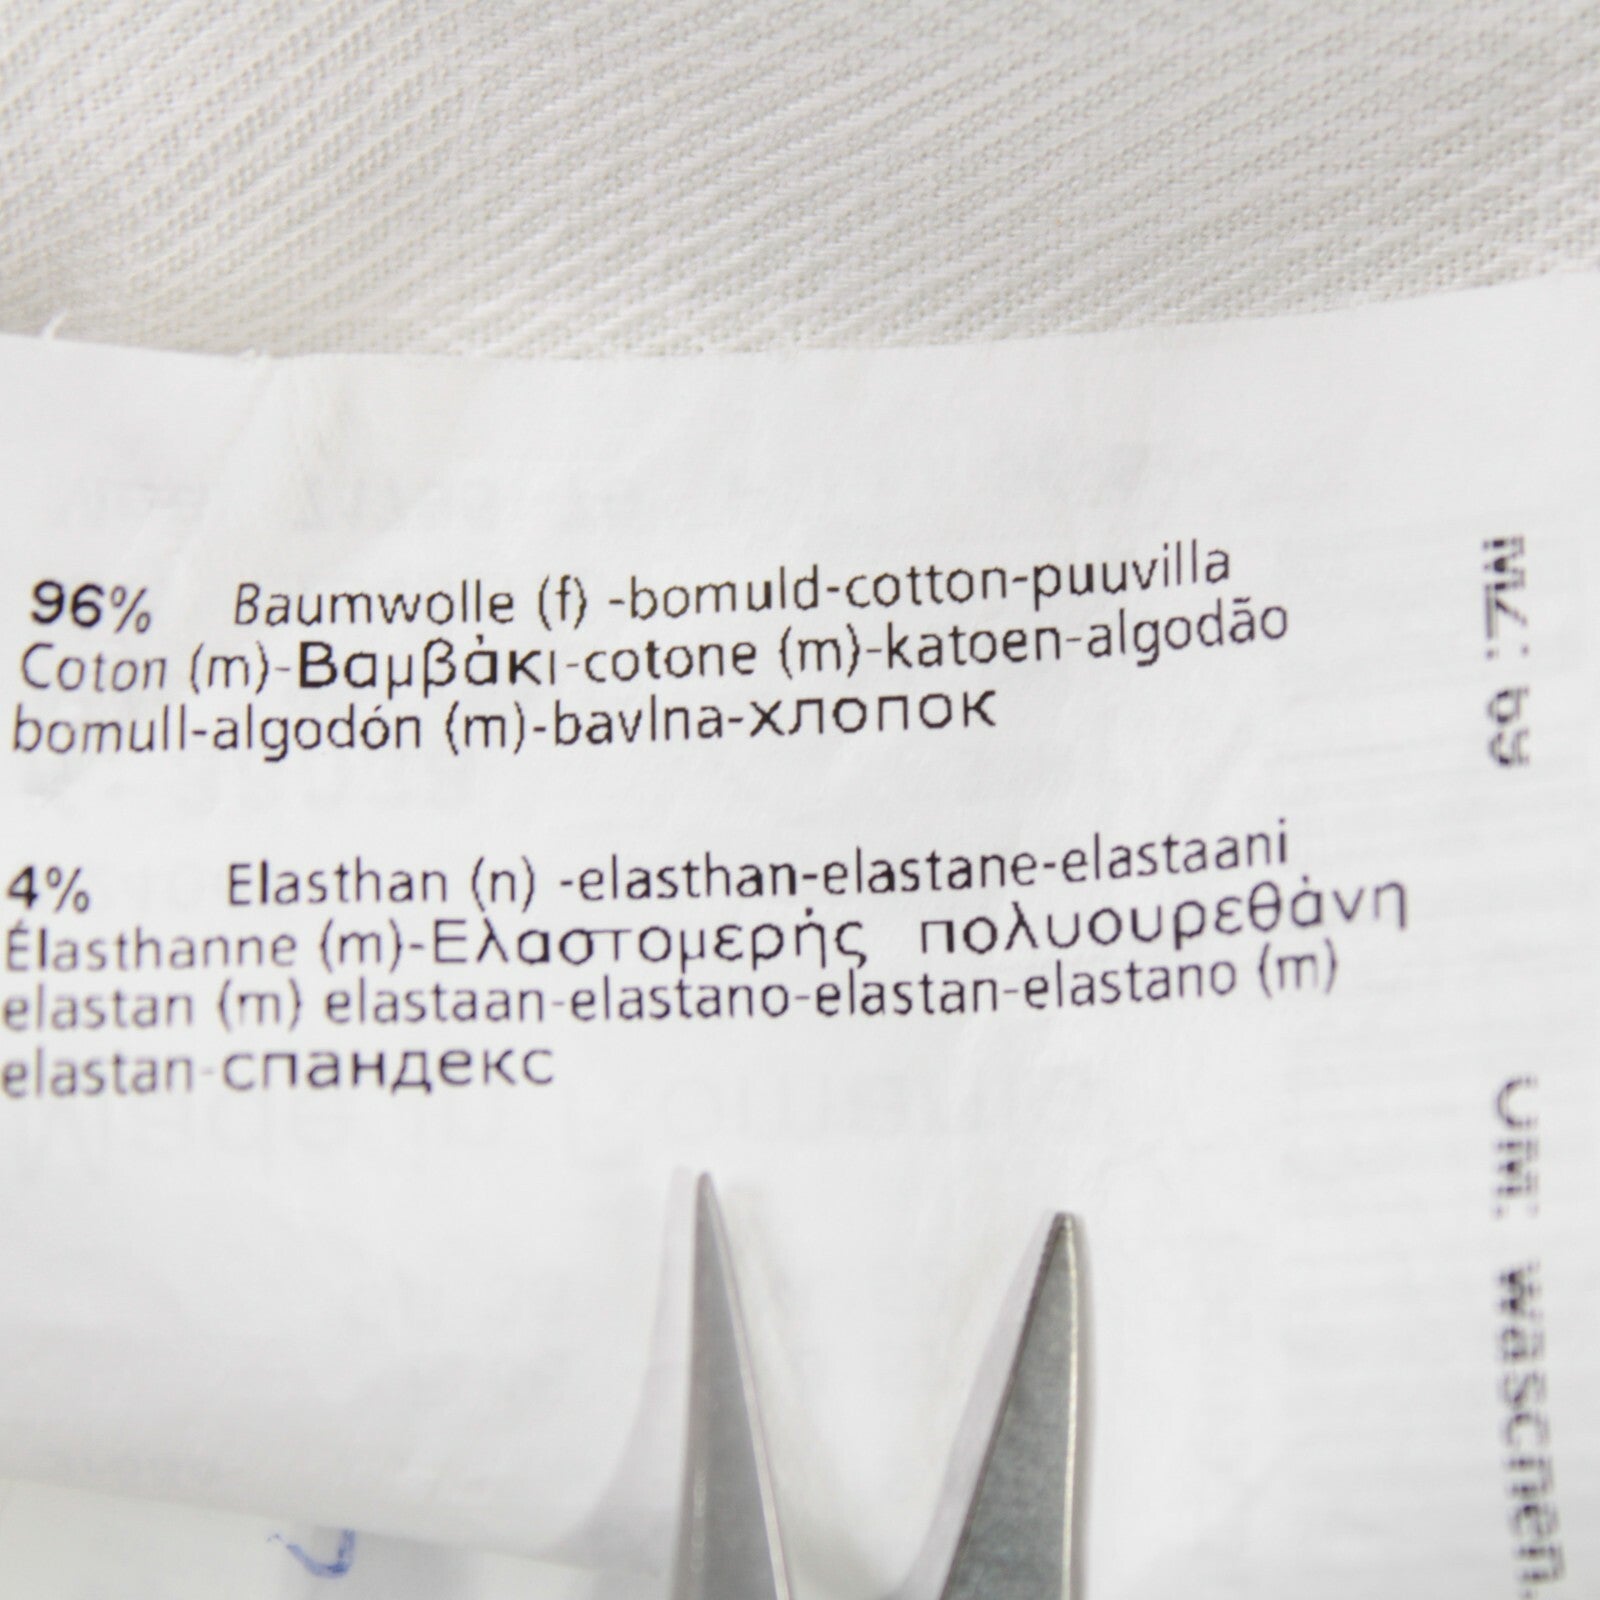 96% Baumwolle (f) -bomuld-cotton-puuvilla
Coton (m)-Βαμβάκι-cotone (m)-katoen-algodão
bomull-algodón (m)-bavlna-хлопок
4% Elasthan (n) -elasthan-elastane-elastaani
Élasthanne (m)-Ελαστομερής πολυουρεθάνη
elastan (m) elastaan-elastano-elastan-elastano (m)
elastan-спандекс